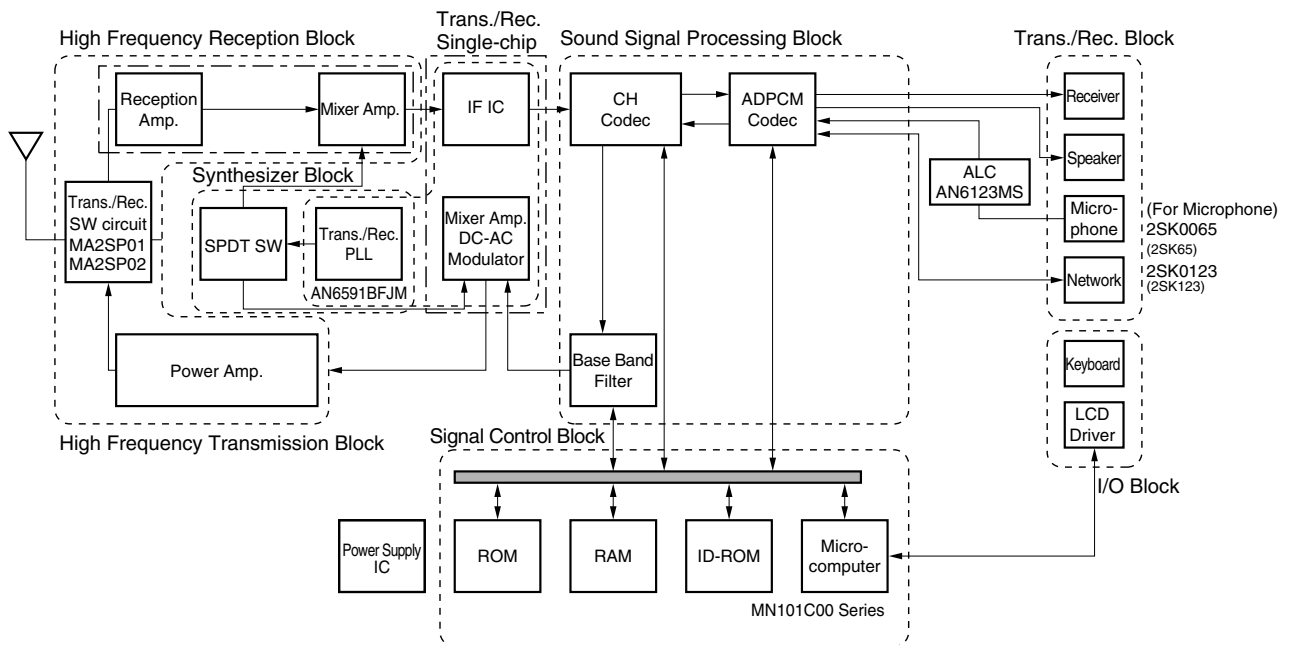 Trans./Rec.
Single-chip
High Frequency Reception Block
Sound Signal Processing Block
Trans./Rec. Block
Reception
Amp.
Mixer Amp.
IF IC
CH
Codec
ADPCM
Codec
Receiver
Speaker
ALC
AN6123MS
Micro-
phone
(For Microphone)
2SK0065
(2SK65)
2SK0123
(2SK123)
Network
Synthesizer Block
Trans./Rec.
SW circuit
MA2SP01
MA2SP02
SPDT SW
Trans./Rec.
PLL
AN6591BFJM
Mixer Amp.
DC-AC
Modulator
Power Amp.
Base Band
Filter
Keyboard
LCD
Driver
I/O Block
High Frequency Transmission Block
Signal Control Block
Power Supply
IC
ROM
RAM
ID-ROM
Micro-
computer
MN101C00 Series